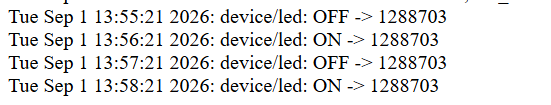 Tue Sep 1 13:55:21 2026: device/led: OFF -> 1288703
Tue Sep 1 13:56:21 2026: device/led: ON -> 1288703
Tue Sep 1 13:57:21 2026: device/led: OFF -> 1288703
Tue Sep 1 13:58:21 2026: device/led: ON -> 1288703